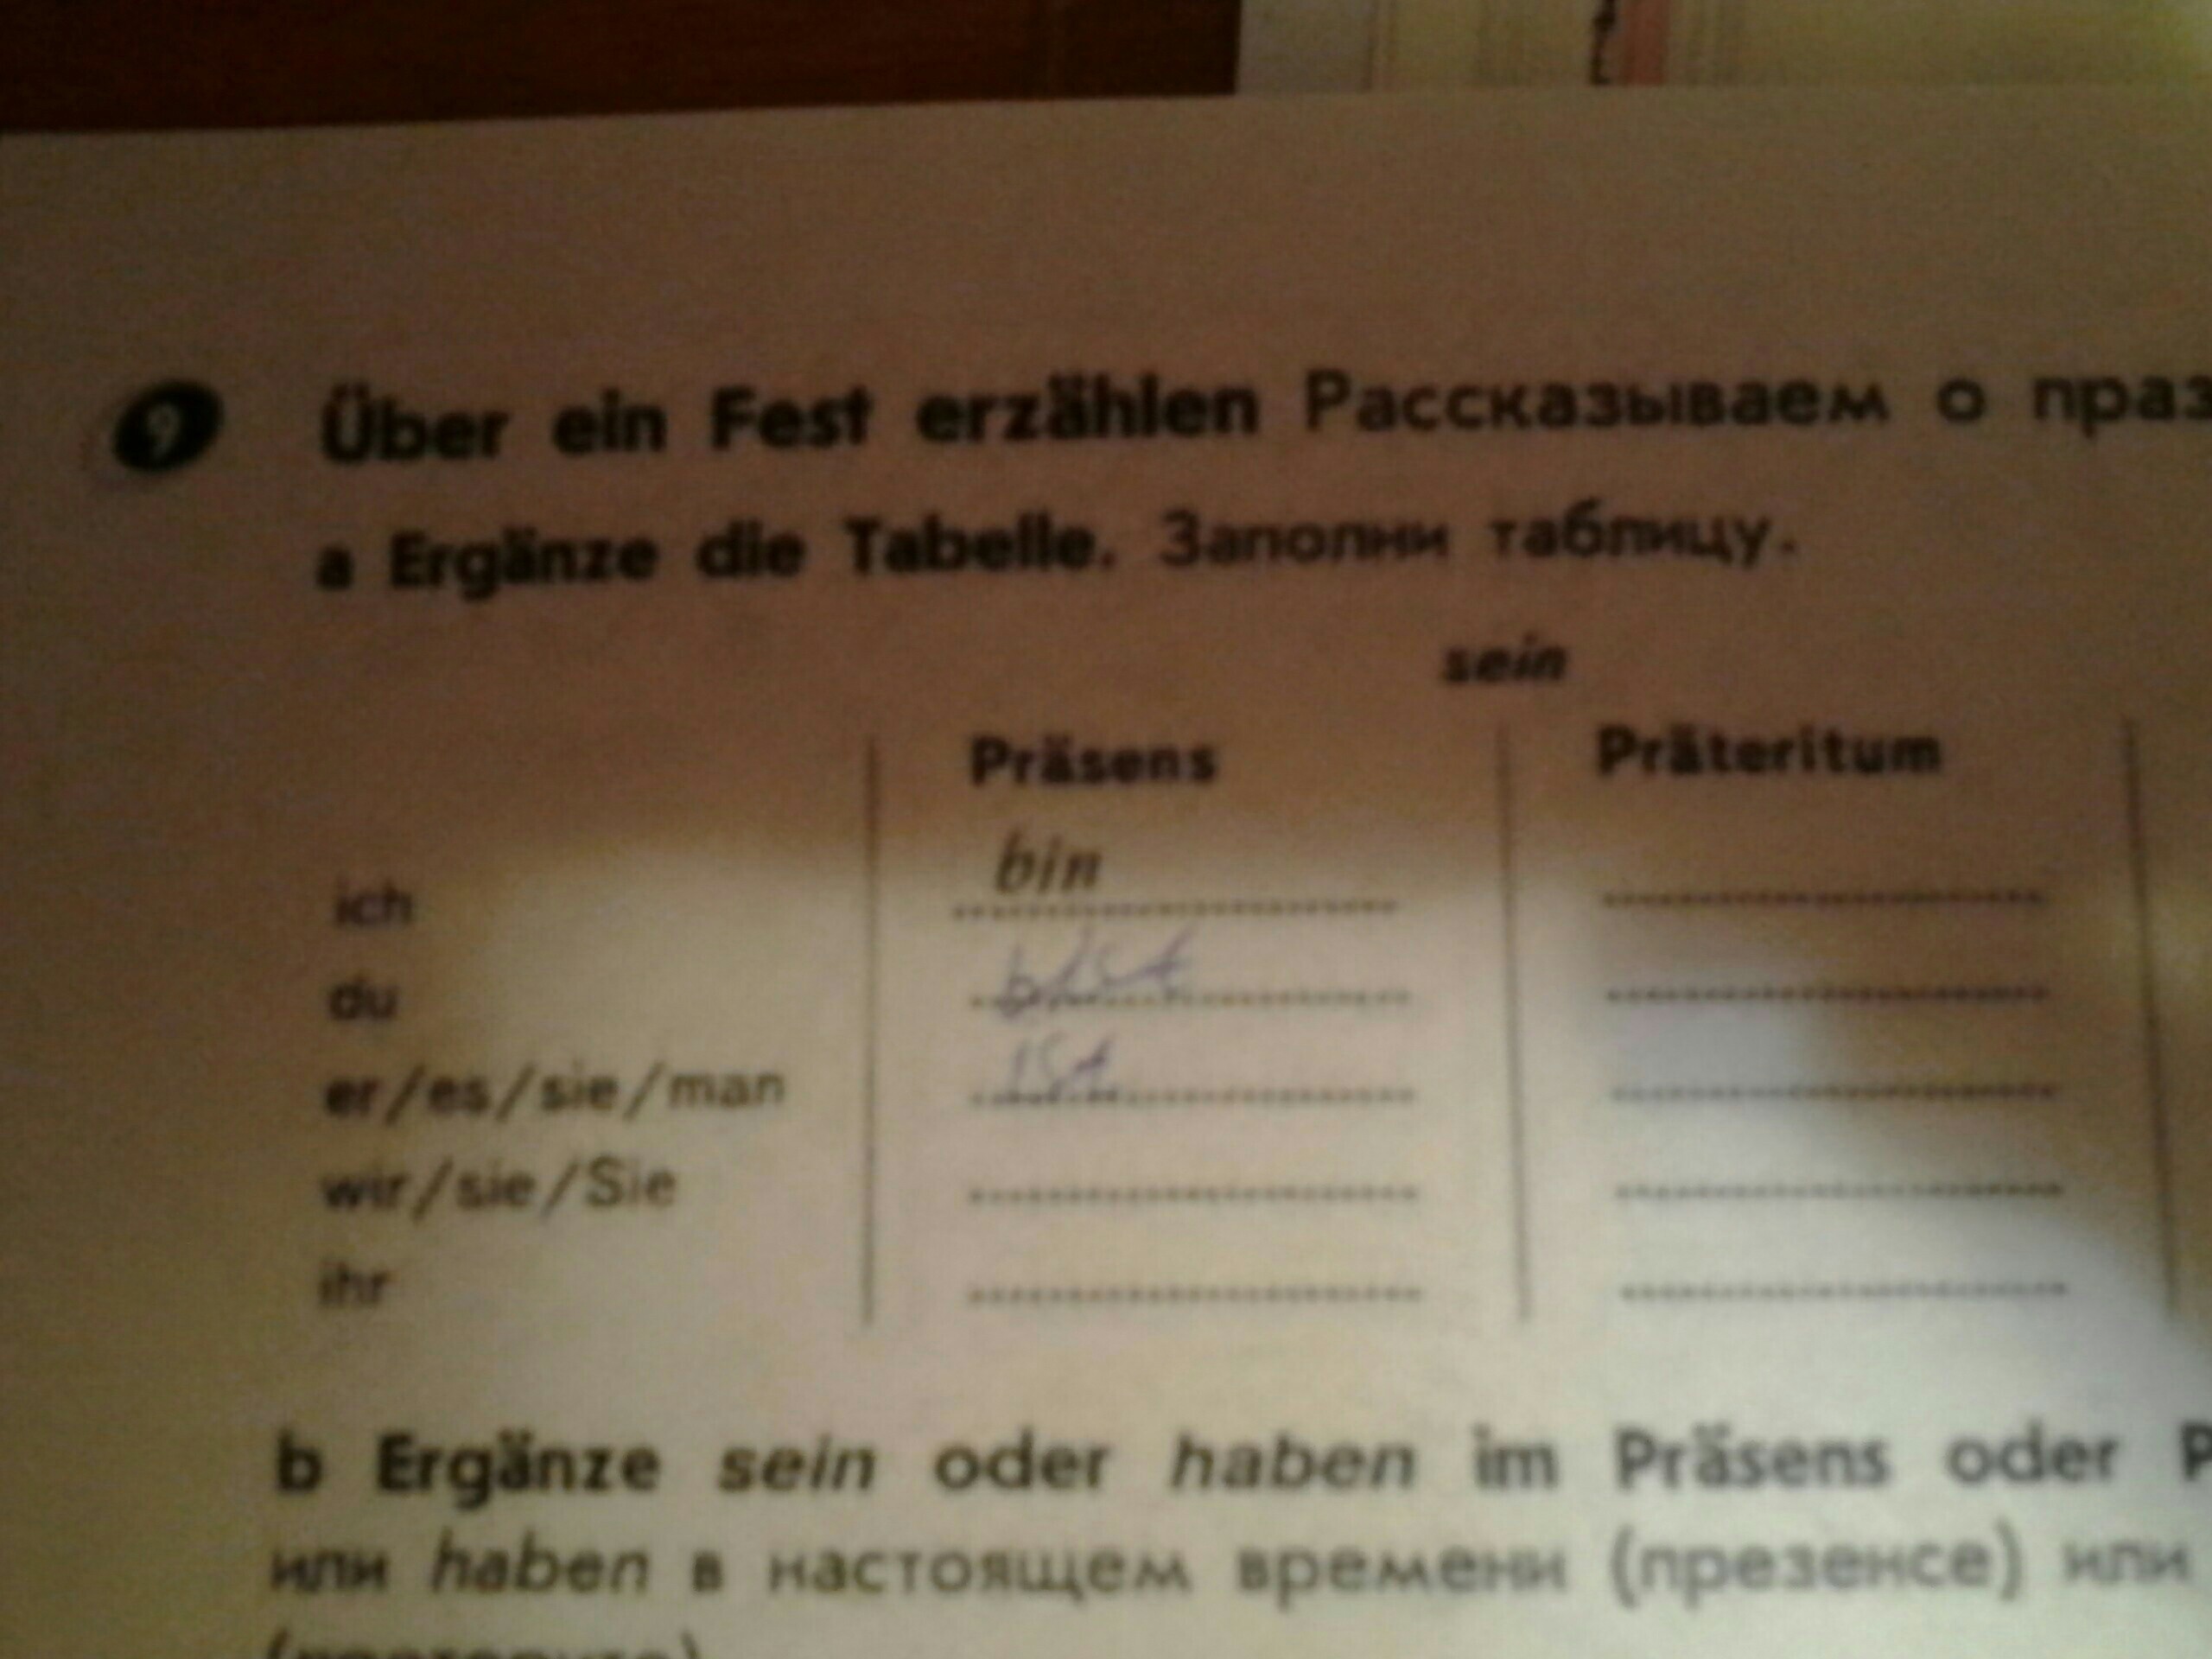 9 Über ein Fest erzählen Рассказываем о праз
a Ergänze die Tabelle. Заполни таблицу.
sein
Präsens Präteritum
ich bin
du bist
er/es/sie/man ist
wir/sie/Sie
ihr
b Ergänze sein oder haben im Präsens oder P
или haben в настоящем времени (презенсе) или